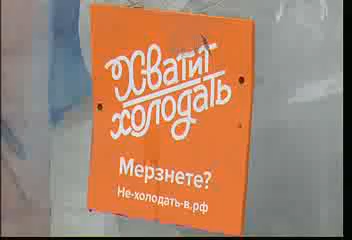 Хватит
холодать
Мерзнете?
Не-холодать-в.рф